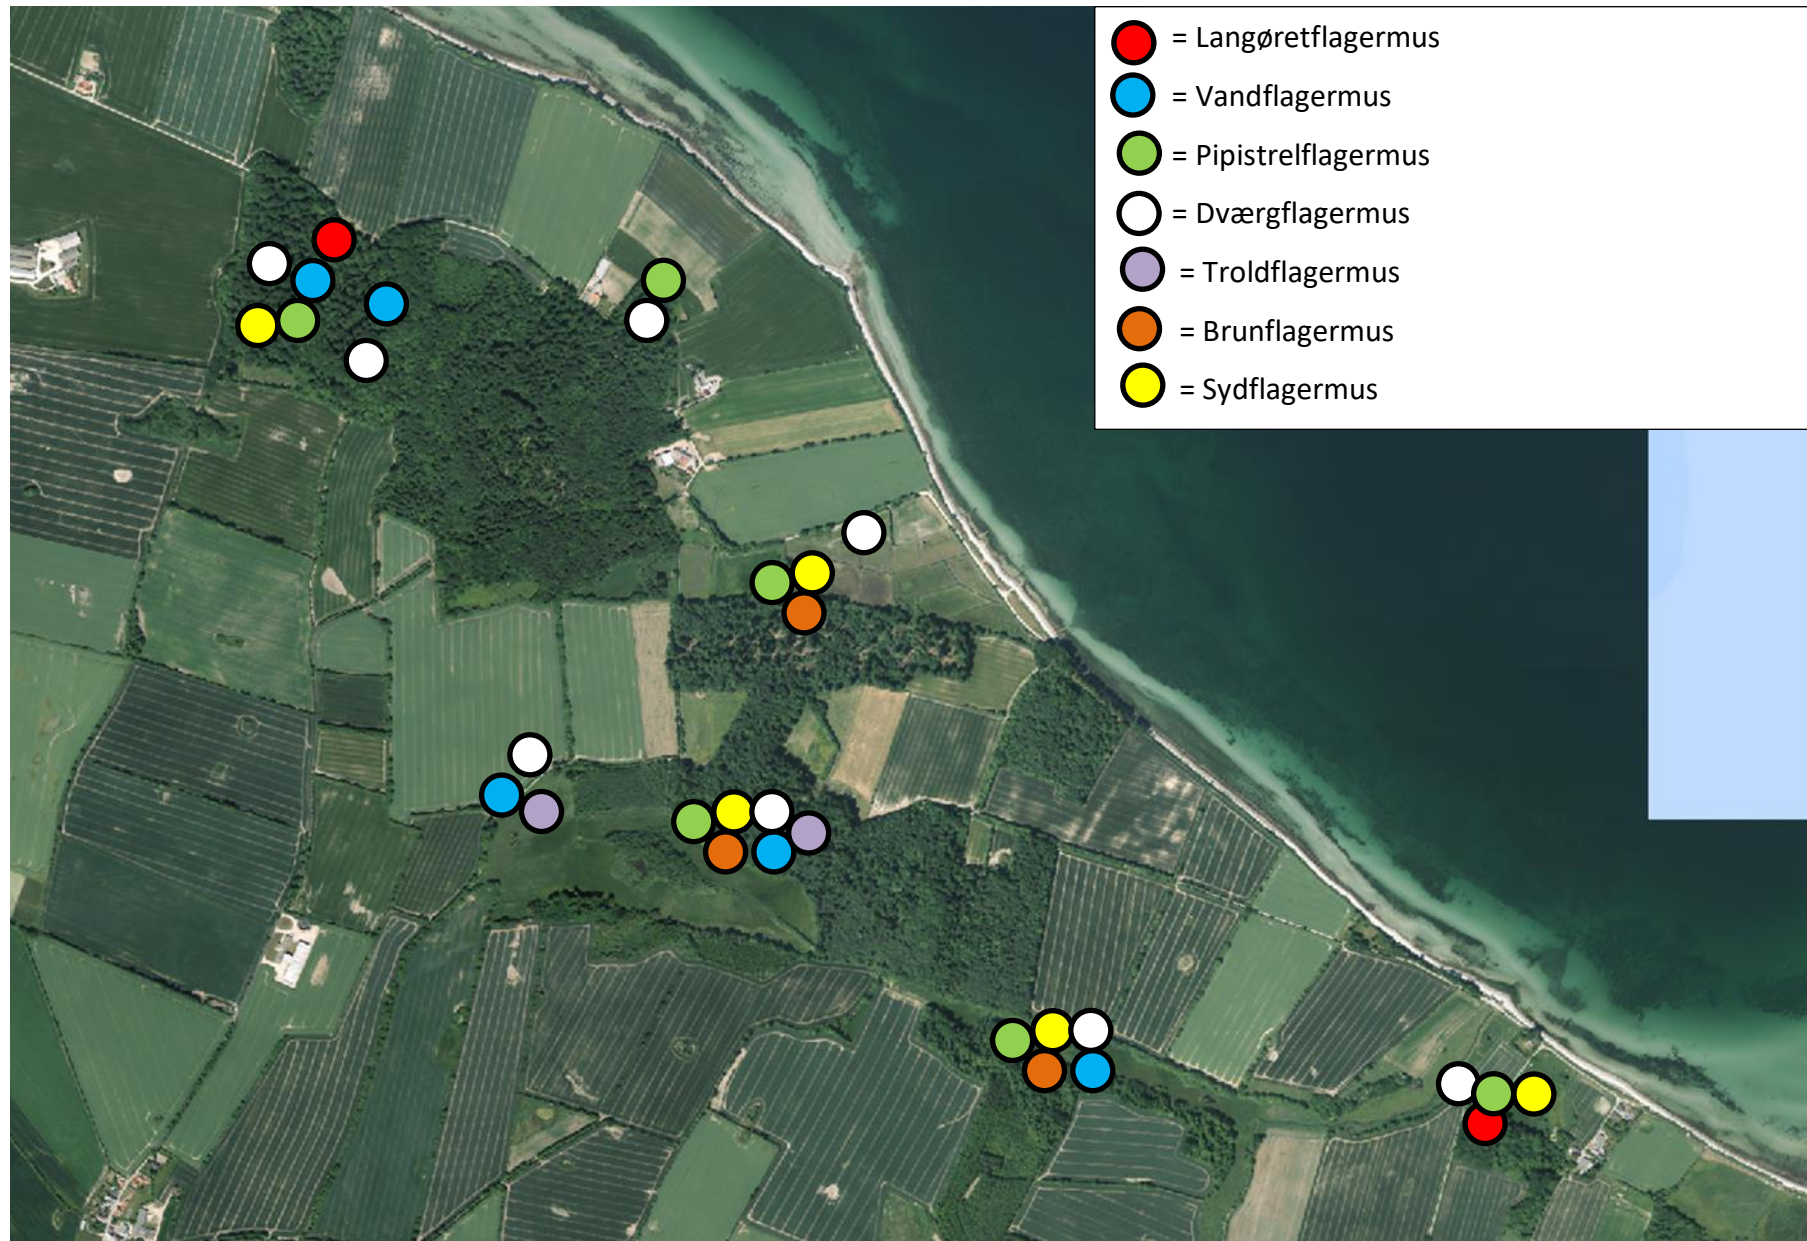 = Langøretflagermus
= Vandflagermus
= Pipistrelflagermus
= Dværgflagermus
= Troldflagermus
= Brunflagermus
= Sydflagermus